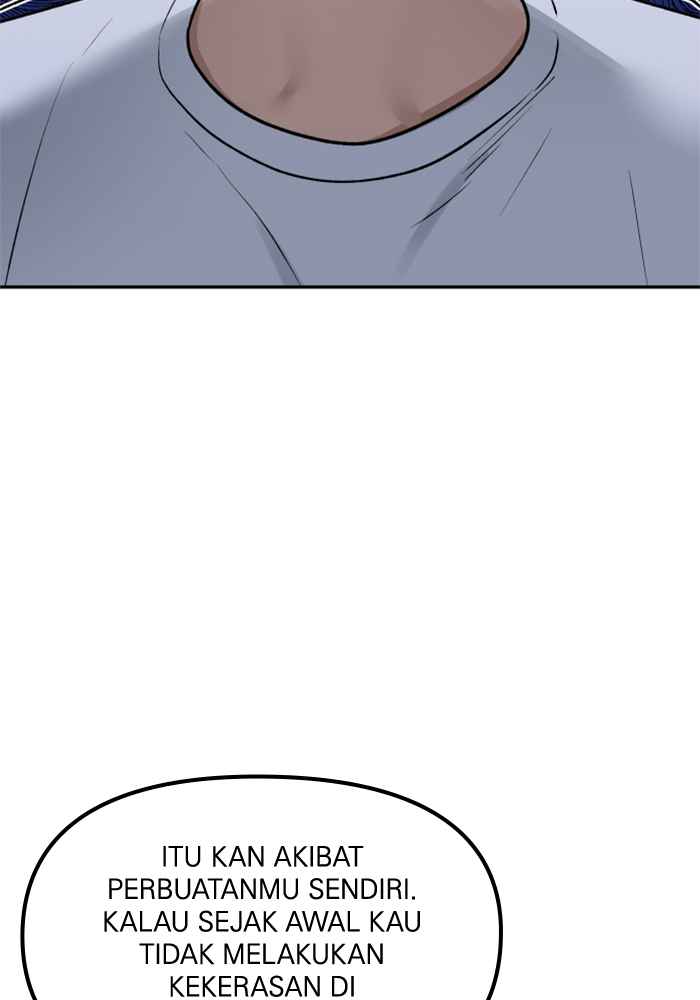 ITU KAN AKIBAT
PERBUATANMU SENDIRI.
KALAU SEJAK AWAL KAU
TIDAK MELAKUKAN
KEKERASAN DI